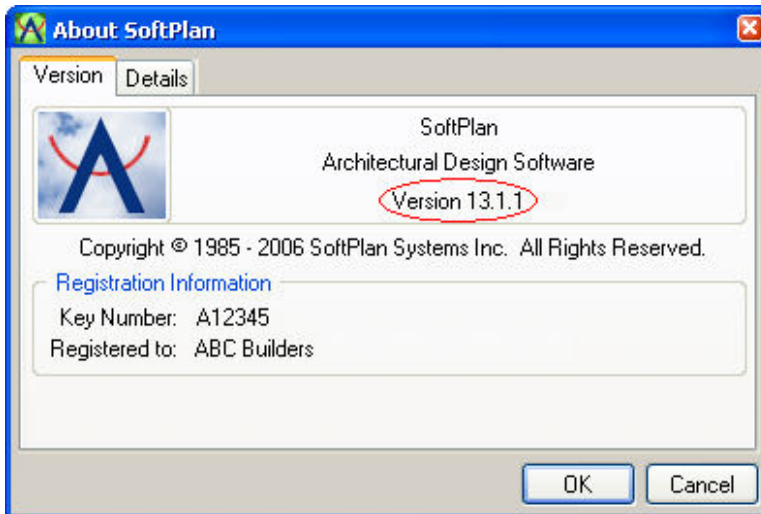 About SoftPlan
Version Details
SoftPlan
Architectural Design Software
Version 13.1.1
Copyright © 1985 - 2006 SoftPlan Systems Inc. All Rights Reserved.
Registration Information
Key Number: A12345
Registered to: ABC Builders
OK Cancel